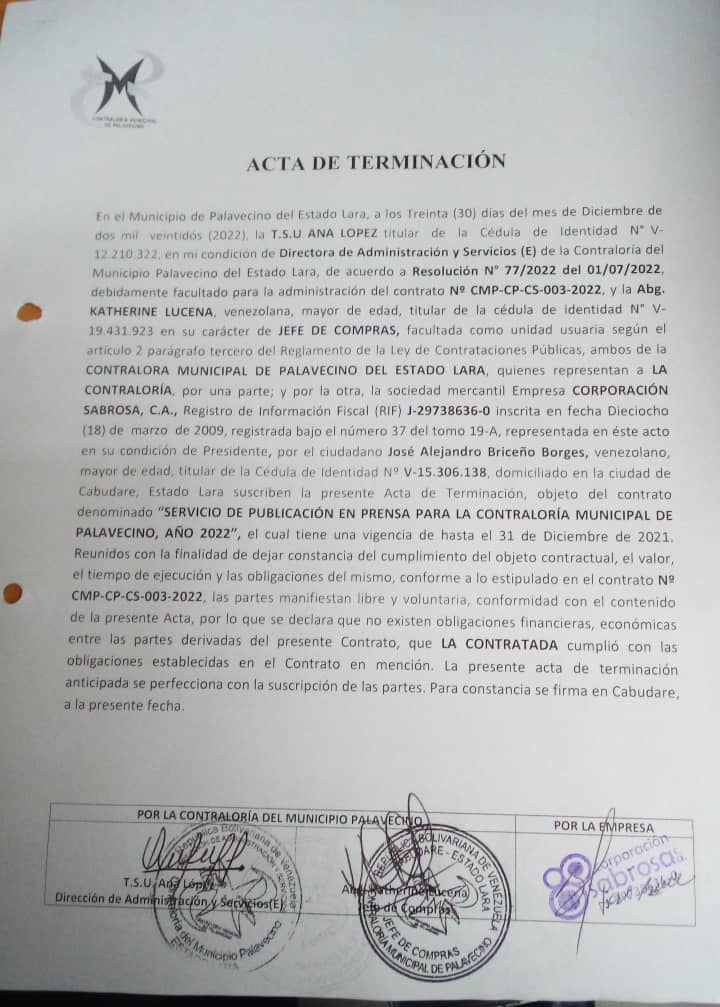 CONTRALORÍA MUNICIPAL
DE PALAVECINO
ACTA DE TERMINACIÓN
En el Municipio de Palavecino del Estado Lara, a los Treinta (30) días del mes de Diciembre de
dos mil veintidós (2022), la T.S.U ANA LOPEZ titular de la Cédula de Identidad N° V-
12.210.322, en mi condición de Directora de Administración y Servicios (E) de la Contraloría del
Municipio Palavecino del Estado Lara, de acuerdo a Resolución N° 77/2022 del 01/07/2022,
debidamente facultado para la administración del contrato Nº CMP-CP-CS-003-2022, y la Abg.
KATHERINE LUCENA, venezolana, mayor de edad, titular de la cédula de identidad N° V-
19.431.923 en su carácter de JEFE DE COMPRAS, facultada como unidad usuaria según el
artículo 2 parágrafo tercero del Reglamento de la Ley de Contrataciones Públicas, ambos de la
CONTRALORA MUNICIPAL DE PALAVECINO DEL ESTADO LARA, quienes representan a LA
CONTRALORÍA, por una parte; y por la otra, la sociedad mercantil Empresa CORPORACIÓN
SABROSA, C.A., Registro de Información Fiscal (RIF) J-29738636-0 inscrita en fecha Dieciocho
(18) de marzo de 2009, registrada bajo el número 37 del tomo 19-A, representada en éste acto
en su condición de Presidente, por el ciudadano José Alejandro Briceño Borges, venezolano,
mayor de edad, titular de la Cédula de Identidad Nº V-15.306.138, domiciliado en la ciudad de
Cabudare, Estado Lara suscriben la presente Acta de Terminación, objeto del contrato
denominado “SERVICIO DE PUBLICACIÓN EN PRENSA PARA LA CONTRALORÍA MUNICIPAL DE
PALAVECINO, AÑO 2022”, el cual tiene una vigencia de hasta el 31 de Diciembre de 2021.
Reunidos con la finalidad de dejar constancia del cumplimiento del objeto contractual, el valor,
el tiempo de ejecución y las obligaciones del mismo, conforme a lo estipulado en el contrato Nº
CMP-CP-CS-003-2022, las partes manifiestan libre y voluntaria, conformidad con el contenido
de la presente Acta, por lo que se declara que no existen obligaciones financieras, económicas
entre las partes derivadas del presente Contrato, que LA CONTRATADA cumplió con las
obligaciones establecidas en el Contrato en mención. La presente acta de terminación
anticipada se perfecciona con la suscripción de las partes. Para constancia se firma en Cabudare,
a la presente fecha.
POR LA CONTRALORÍA DEL MUNICIPIO PALAVECINO
POR LA EMPRESA
T.S.U. Ana López
Dirección de Administración y Servicios(E)
República Bolivariana de Venezuela
del Municipio Palavecino
Abg. Katherine Lucena
Jefe de Compras
REPÚBLICA BOLIVARIANA DE VENEZUELA
CABUDARE - ESTADO LARA
JEFE DE COMPRAS
CONTRALORÍA MUNICIPAL DE PALAVECINO
Corporación
Sabrosa